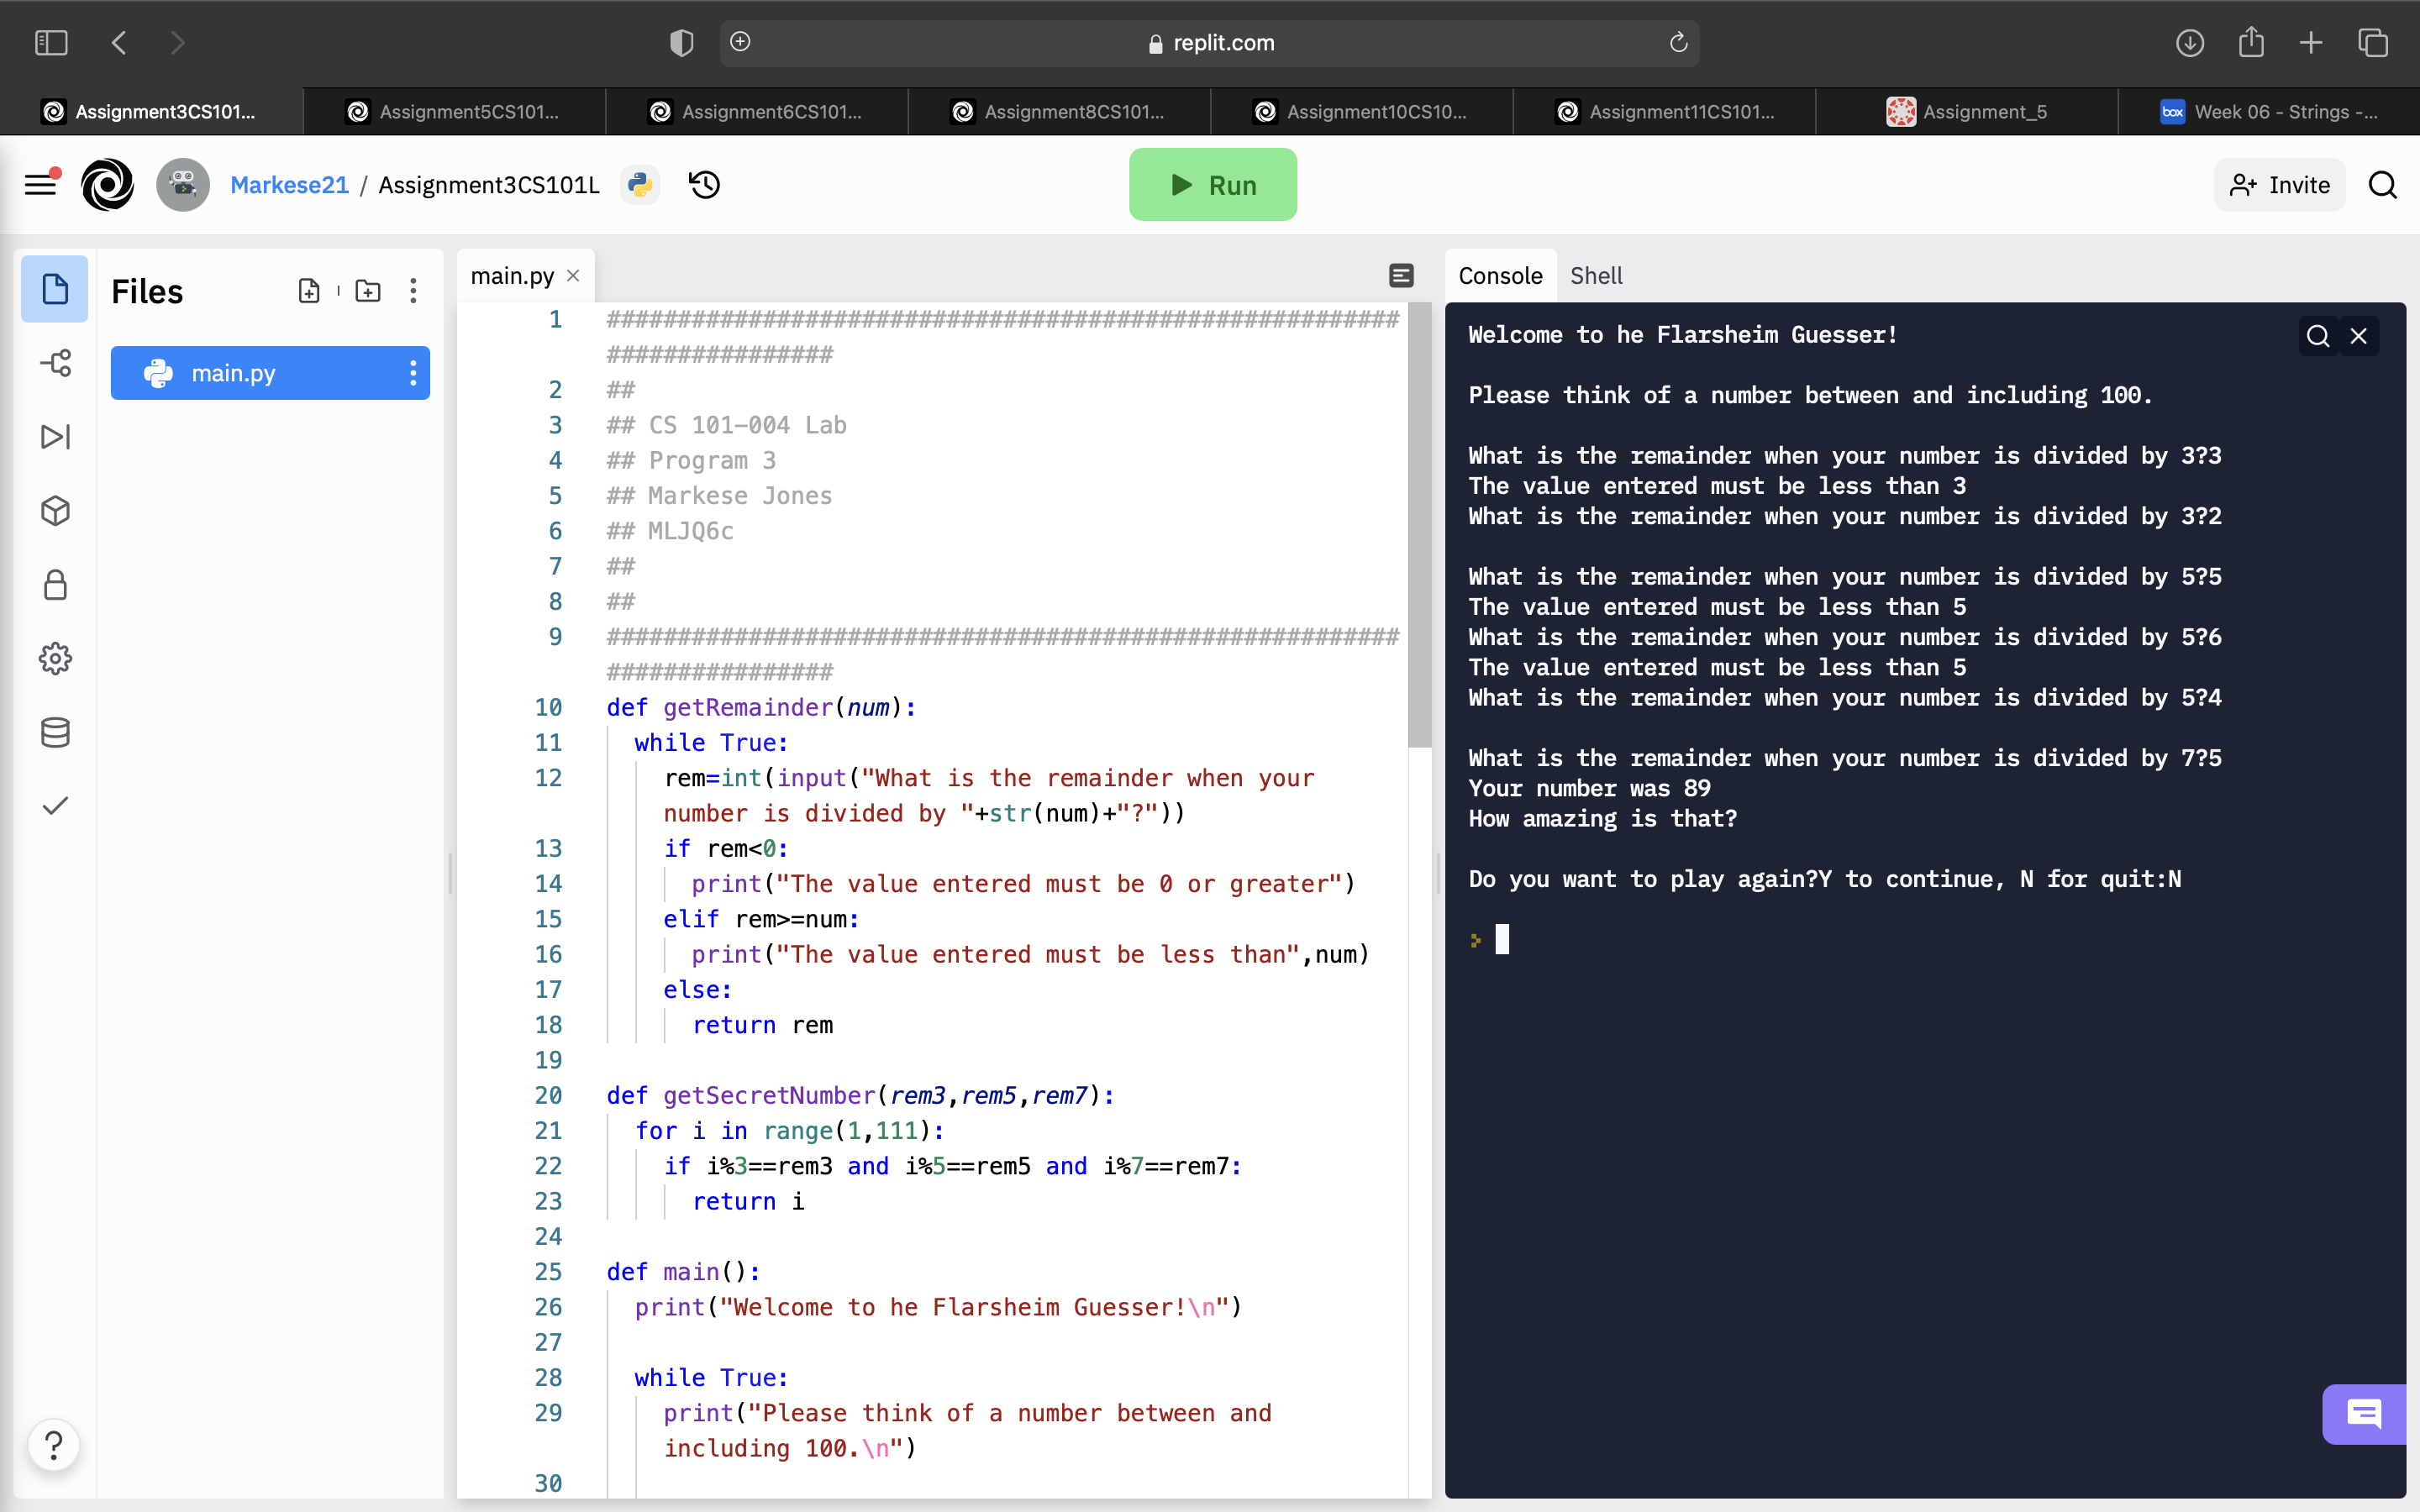 replit.com
Assignment3CS101...
Assignment5CS101...
Assignment6CS101...
Assignment8CS101...
Assignment10CS10...
Assignment11CS101...
Assignment_5
box Week 06 - Strings -...
Markese21 / Assignment3CS101L
Run
Invite
Files
main.py
main.py
1 ########################################################
################
2 ##
3 ## CS 101-004 Lab
4 ## Program 3
5 ## Markese Jones
6 ## MLJQ6c
7 ##
8 ##
9 ########################################################
################
10 def getRemainder(num):
11 while True:
12 rem=int(input("What is the remainder when your
number is divided by "+str(num)+"?"))
13 if rem<0:
14 print("The value entered must be 0 or greater")
15 elif rem>=num:
16 print("The value entered must be less than",num)
17 else:
18 return rem
19
20 def getSecretNumber(rem3,rem5,rem7):
21 for i in range(1,111):
22 if i%3==rem3 and i%5==rem5 and i%7==rem7:
23 return i
24
25 def main():
26 print("Welcome to he Flarsheim Guesser!\n")
27
28 while True:
29 print("Please think of a number between and
including 100.\n")
30
Console
Shell
Welcome to he Flarsheim Guesser!
Please think of a number between and including 100.
What is the remainder when your number is divided by 3?3
The value entered must be less than 3
What is the remainder when your number is divided by 3?2
What is the remainder when your number is divided by 5?5
The value entered must be less than 5
What is the remainder when your number is divided by 5?6
The value entered must be less than 5
What is the remainder when your number is divided by 5?4
What is the remainder when your number is divided by 7?5
Your number was 89
How amazing is that?
Do you want to play again?Y to continue, N for quit:N
?